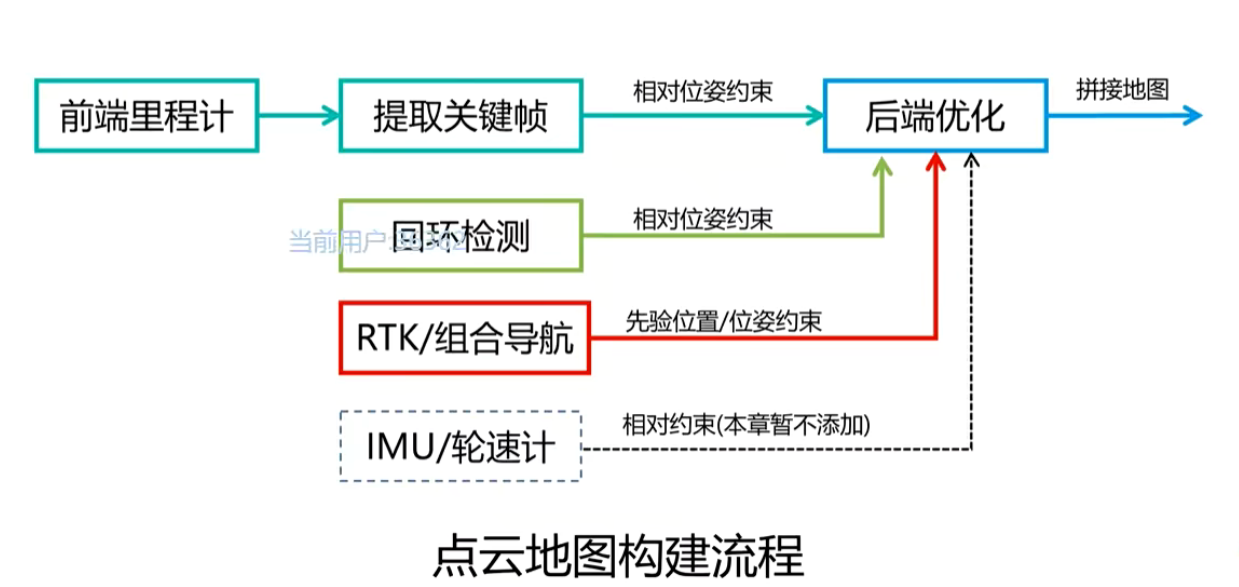 前端里程计
提取关键帧
相对位姿约束
后端优化
拼接地图
回环检测
相对位姿约束
当前用户:
RTK/组合导航
先验位置/位姿约束
IMU/轮速计
相对约束(本章暂不添加)
点云地图构建流程